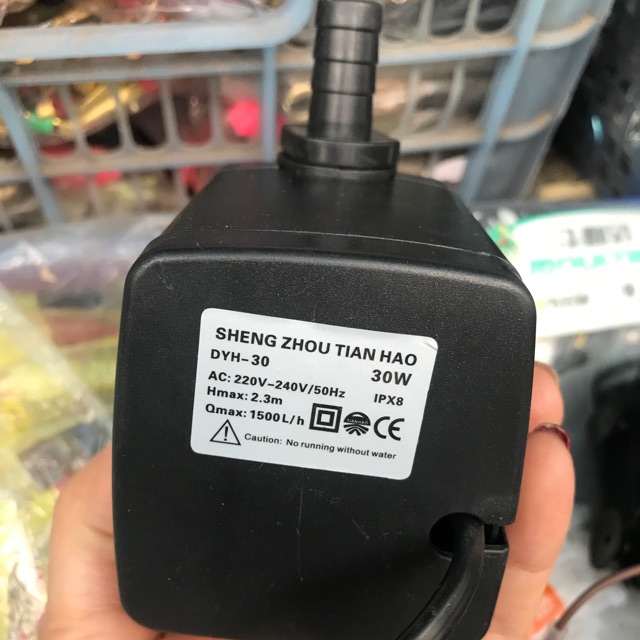 SHENG ZHOU TIAN HAO
DYH-30 30W
AC: 220V-240V/50Hz IPX8
Hmax: 2.3m
Qmax: 1500L/h CE
Caution: No running without water